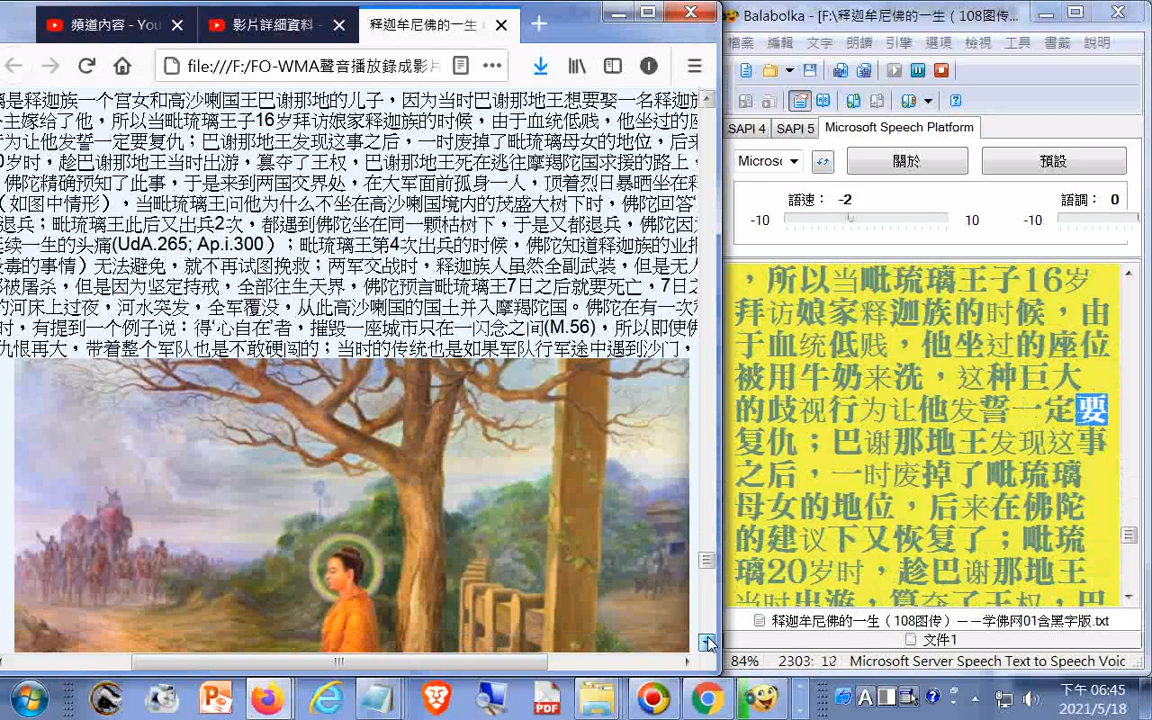 頻道內容 - You
影片詳細資料 -
释迦牟尼佛的一生
file:///F:/FO-WMA聲音播放錄成影片
离是释迦族一个宫女和高沙喇国王巴谢那地的儿子，因为当时巴谢那地王想要娶一名释迦族
主嫁给了他，所以当毗琉璃王子16岁拜访娘家释迦族的时候，由于血统低贱，他坐过的座
为让他发誓一定要复仇；巴谢那地王发现这事之后，一时废掉了毗琉璃母女的地位，后来
0岁时，趁巴谢那地王当时出游，篡夺了王权，巴谢那地王死在逃往摩羯陀国求援的路上，
佛陀精确预知了此事，于是来到两国交界处，在大军面前孤身一人，顶着烈日暴晒坐在释
（如图中情形），当毗琉璃王问他为什么不坐在高沙喇国境内的茂盛大树下时，佛陀回答
退兵；毗琉璃王此后又出兵2次，都遇到佛陀坐在同一颗枯树下，于是又都退兵，佛陀因
连续一生的头痛(UdA.265; Ap.i.300）；毗琉璃王第4次出兵的时候，佛陀知道释迦族的业报
毒的事情）无法避免，就不再试图挽救；两军交战时，释迦族人虽然全副武装，但是无人
部被屠杀，但是因为坚定持戒，全部往生天界，佛陀预言毗琉璃王7日之后就要死亡，7日之
的河床上过夜，河水突发，全军覆没，从此高沙喇国的国土并入摩羯陀国。佛陀在有一次
时，有提到一个例子说：得‘心自在’者，摧毁一座城市只在一闪念之间(M.56)，所以即使佛
仇恨再大，带着整个军队也是不敢硬闯的；当时的传统也是如果军队行军途中遇到沙门，
Balabolka - [F:\释迦牟尼佛的一生（108图传...
檔案 編輯 文字 朗讀 引擎 選項 檢視 工具 書籤 說明
SAPI 4 SAPI 5 Microsoft Speech Platform
Micros 關於 預設
語速： -2 語調： 0
-10 10 -10
，所以当毗琉璃王子16岁
拜访娘家释迦族的时候，由
于血统低贱，他坐过的座位
被用牛奶来洗，这种巨大
的歧视行为让他发誓一定要
复仇；巴谢那地王发现这事
之后，一时废掉了毗琉璃
母女的地位，后来在佛陀
的建议下又恢复了；毗琉
璃20岁时，趁巴谢那地王
当时出游，篡夺了王权，巴
释迦牟尼佛的一生（108图传）——学佛网01含黑字版.txt
文件1
84% 2303: 12 Microsoft Server Speech Text to Speech Voic
PDF
A
下午 06:45
2021/5/18